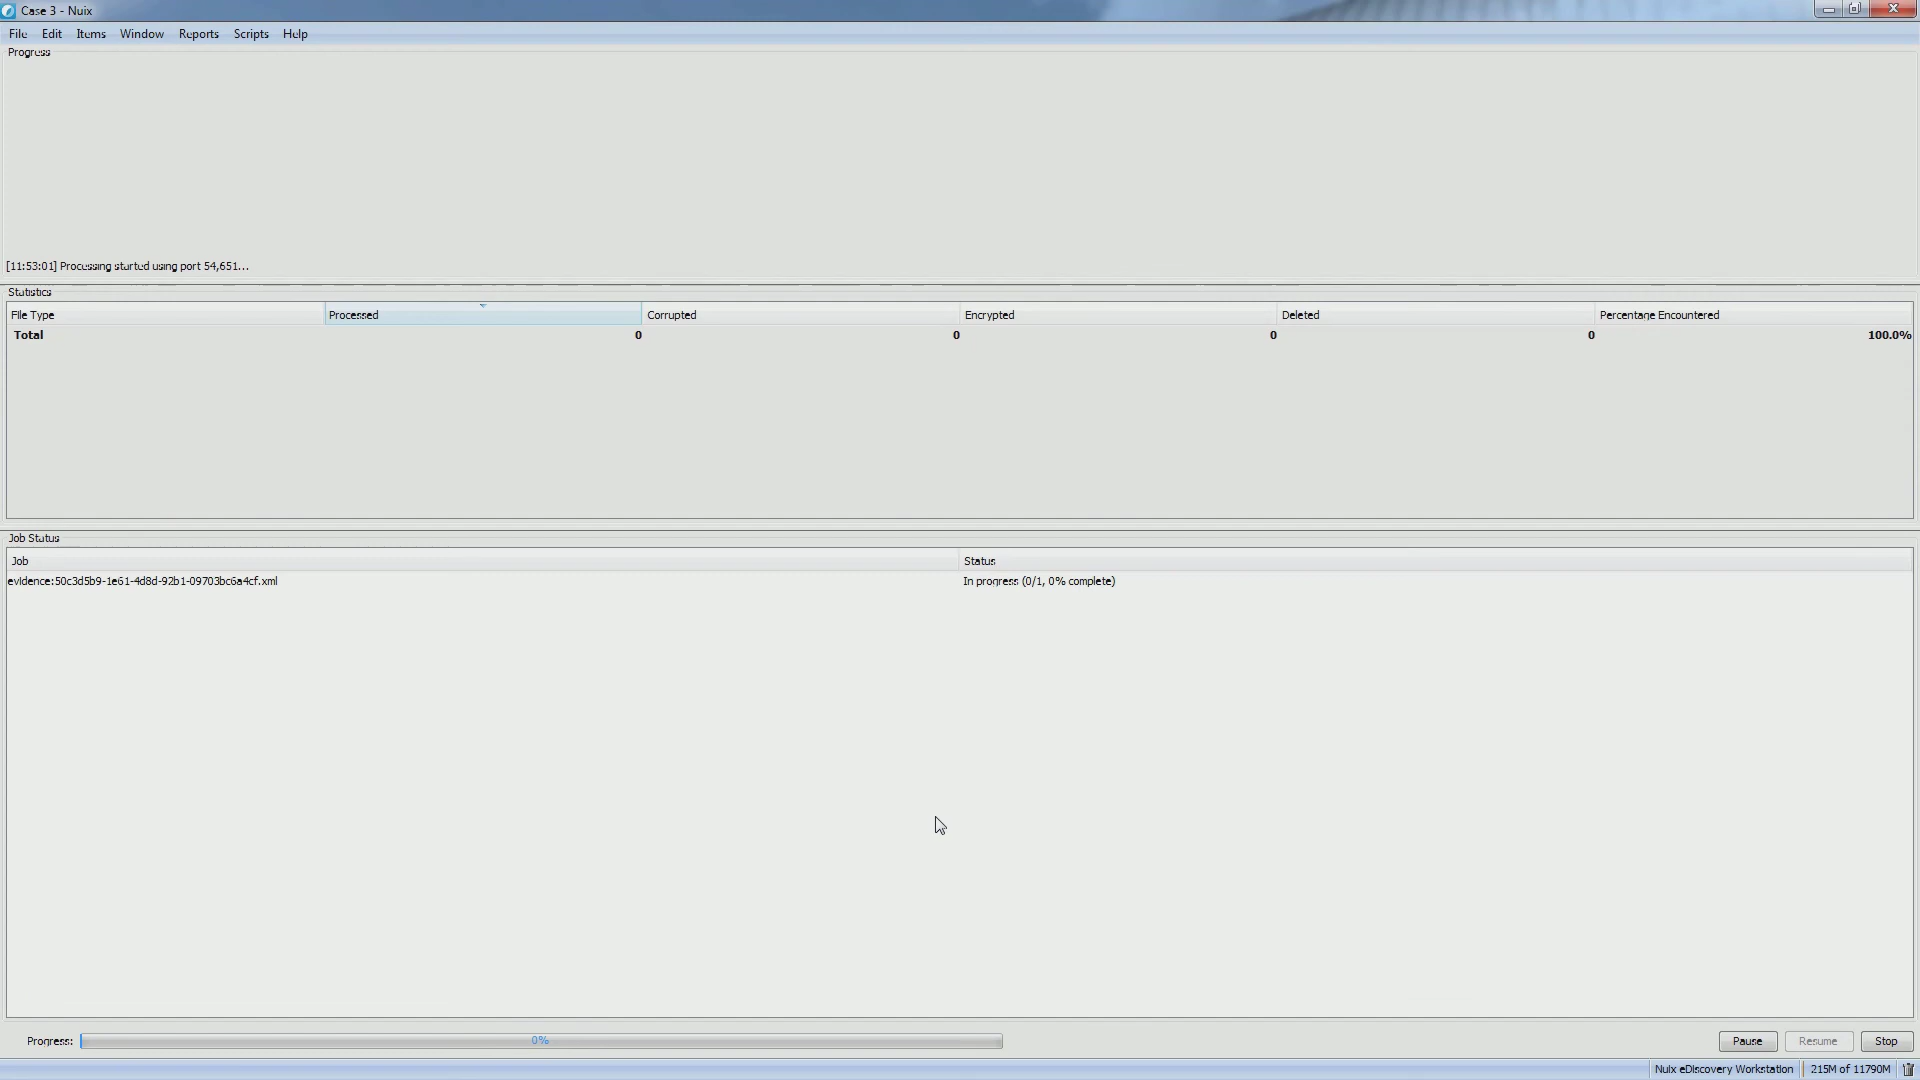 Case 3 - Nuix
File Edit Items Window Reports Scripts Help
Progress
[11:53:01] Processing started using port 54,651...
Statistics
File Type Processed Corrupted Encrypted Deleted Percentage Encountered
Total 0 0 0 0 100.0%
Job Status
Job Status
evidence:50c3d5b9-1e61-4d8d-92b1-09703bc6a4cf.xml In progress (0/1, 0% complete)
Progress: 0% Pause Resume Stop
Nuix eDiscovery Workstation 215M of 11790M